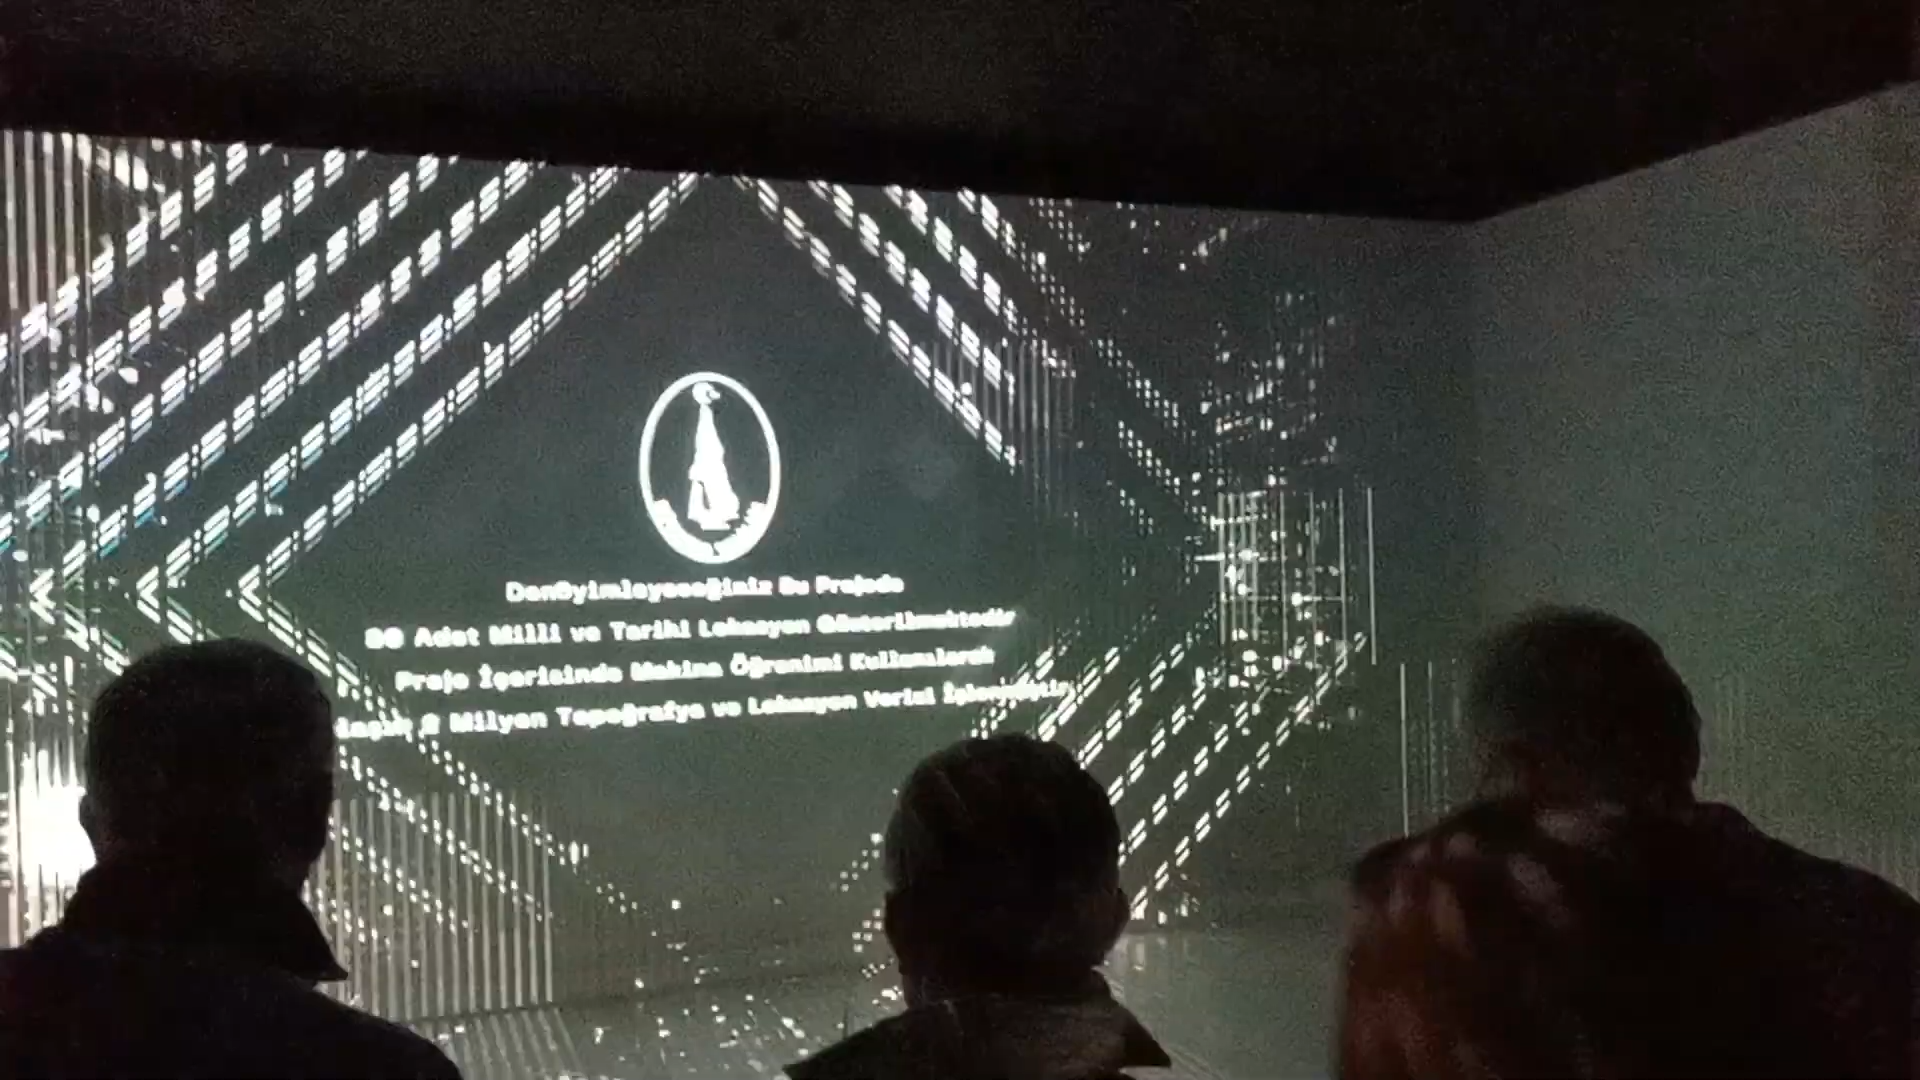 Den0yimleyeceğiniz Bu Projede
Adet Milli ve Tarihi Lokasyon Gösterilmektedir
Proje İçerisinde Makine Öğrenimi Kullanılarak
Milyon Topoğrafya ve Lokasyon Verisi İşlenmiştir